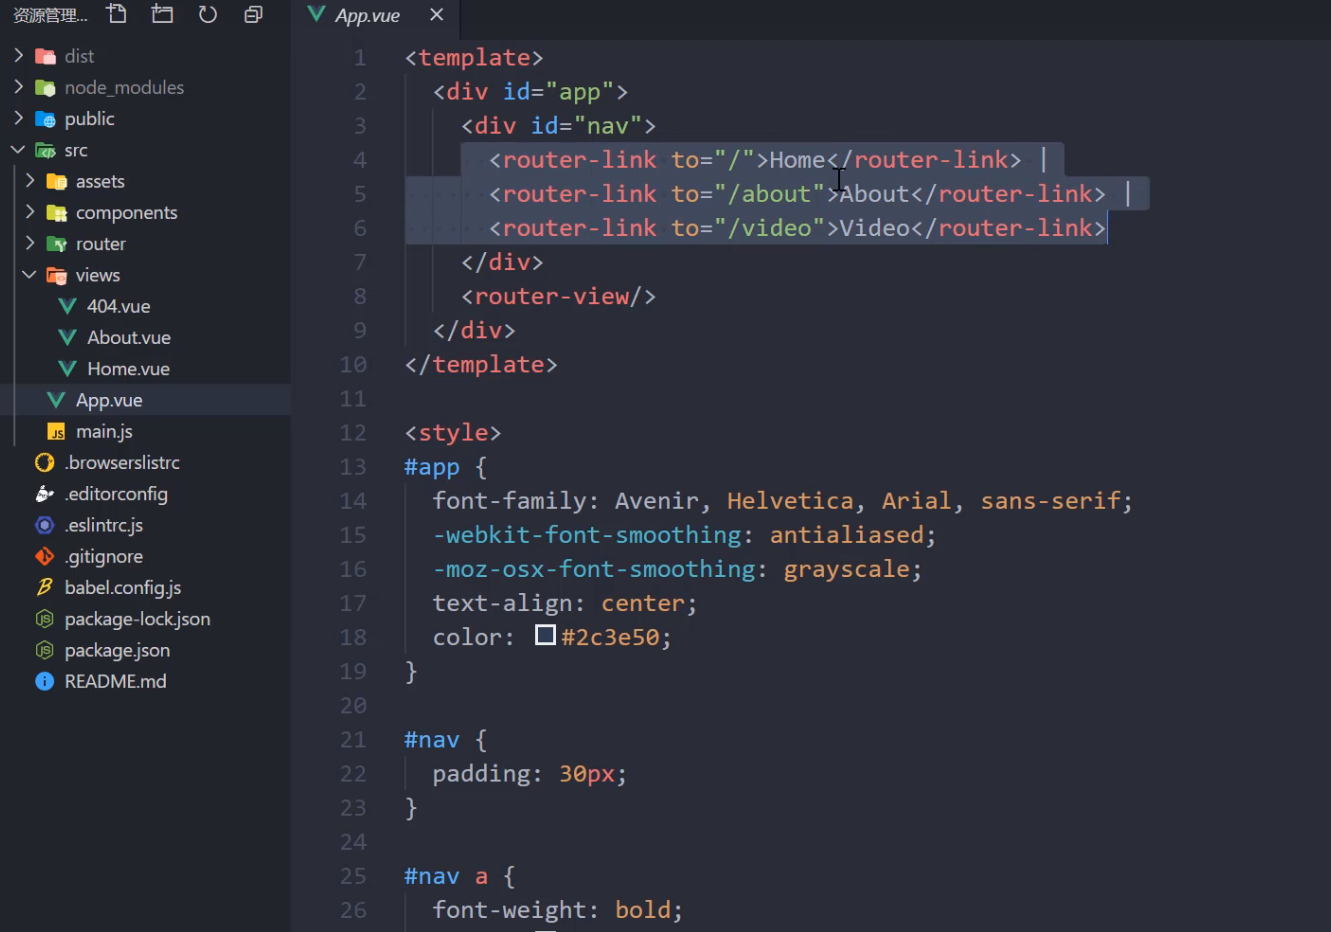 资源管理...
App.vue
dist
node_modules
public
src
assets
components
router
views
404.vue
About.vue
Home.vue
App.vue
JS main.js
.browserslistrc
.editorconfig
.eslintrc.js
.gitignore
babel.config.js
JS package-lock.json
JS package.json
README.md
1 <template>
2 <div id="app">
3 <div id="nav">
4 <router-link to="/">Home</router-link> |
5 <router-link to="/about">About</router-link> |
6 <router-link to="/video">Video</router-link>
7 </div>
8 <router-view/>
9 </div>
10 </template>
11
12 <style>
13 #app {
14 font-family: Avenir, Helvetica, Arial, sans-serif;
15 -webkit-font-smoothing: antialiased;
16 -moz-osx-font-smoothing: grayscale;
17 text-align: center;
18 color: #2c3e50;
19 }
20
21 #nav {
22 padding: 30px;
23 }
24
25 #nav a {
26 font-weight: bold;